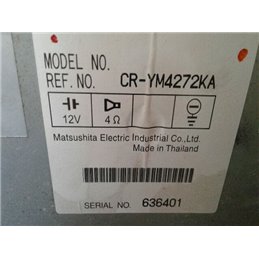 MODEL NO.
REF. NO. CR-YM4272KA
12V 4Ω
Matsushita Electric Industrial Co.,Ltd.
Made in Thailand
SERIAL NO. 636401